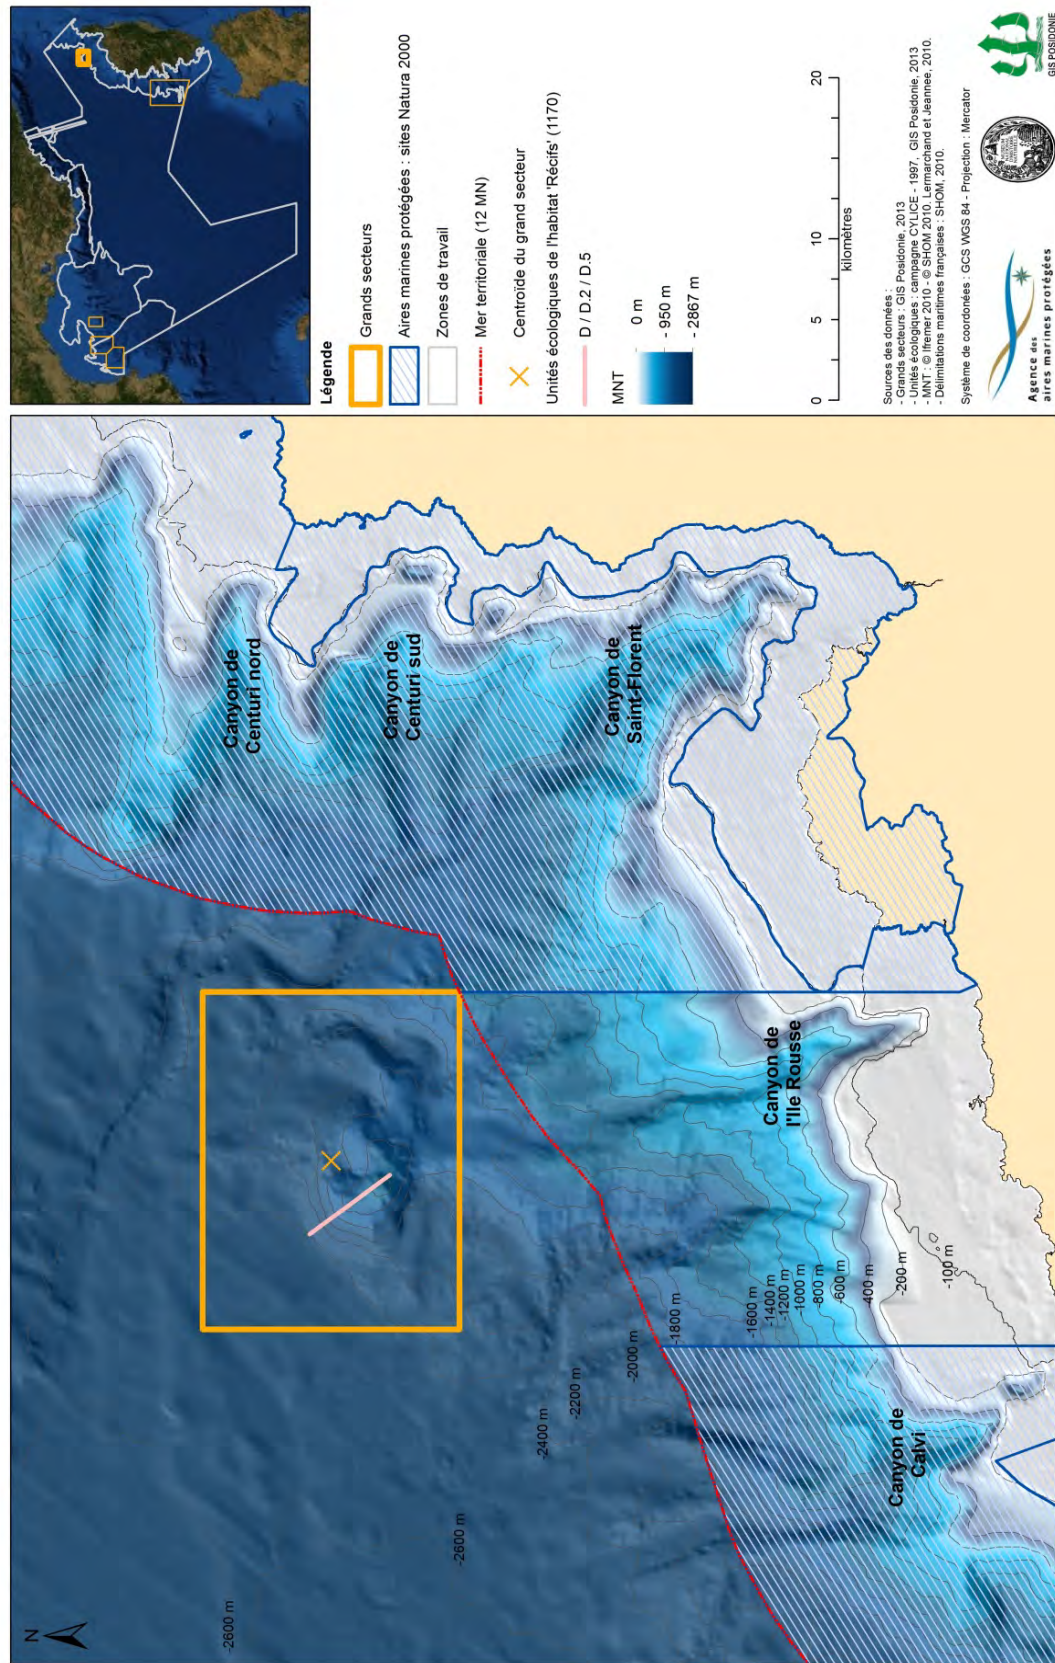 N
-2600 m
-2600 m
-2400 m
-2200 m
-2000 m
-1800 m
-1600 m
-1400 m
-1200 m
-1000 m
-800 m
-600 m
-400 m
-200 m
-100 m
Canyon de
Calvi
Canyon de
l'Ile Rousse
Canyon de
Saint-Florent
Canyon de
Centuri sud
Canyon de
Centuri nord
Légende
Grands secteurs
Aires marines protégées : sites Natura 2000
Zones de travail
Mer territoriale (12 MN)
Centroïde du grand secteur
Unités écologiques de l'habitat 'Récifs' (1170)
D / D.2 / D.5
MNT
0 m
- 950 m
- 2867 m
0 5 10 20
kilomètres
Sources des données :
- Grands secteurs : GIS Posidonie, 2013
- Unités écologiques : campagne CYLICE - 1997, GIS Posidonie, 2013
- MNT : © Ifremer 2010 - © SHOM 2010. Lermarchand et Jeannee, 2010.
- Délimitations maritimes françaises : SHOM, 2010.
Système de coordonées : GCS WGS 84 - Projection : Mercator
Agence des
aires marines protégées
GIS POSIDONIE